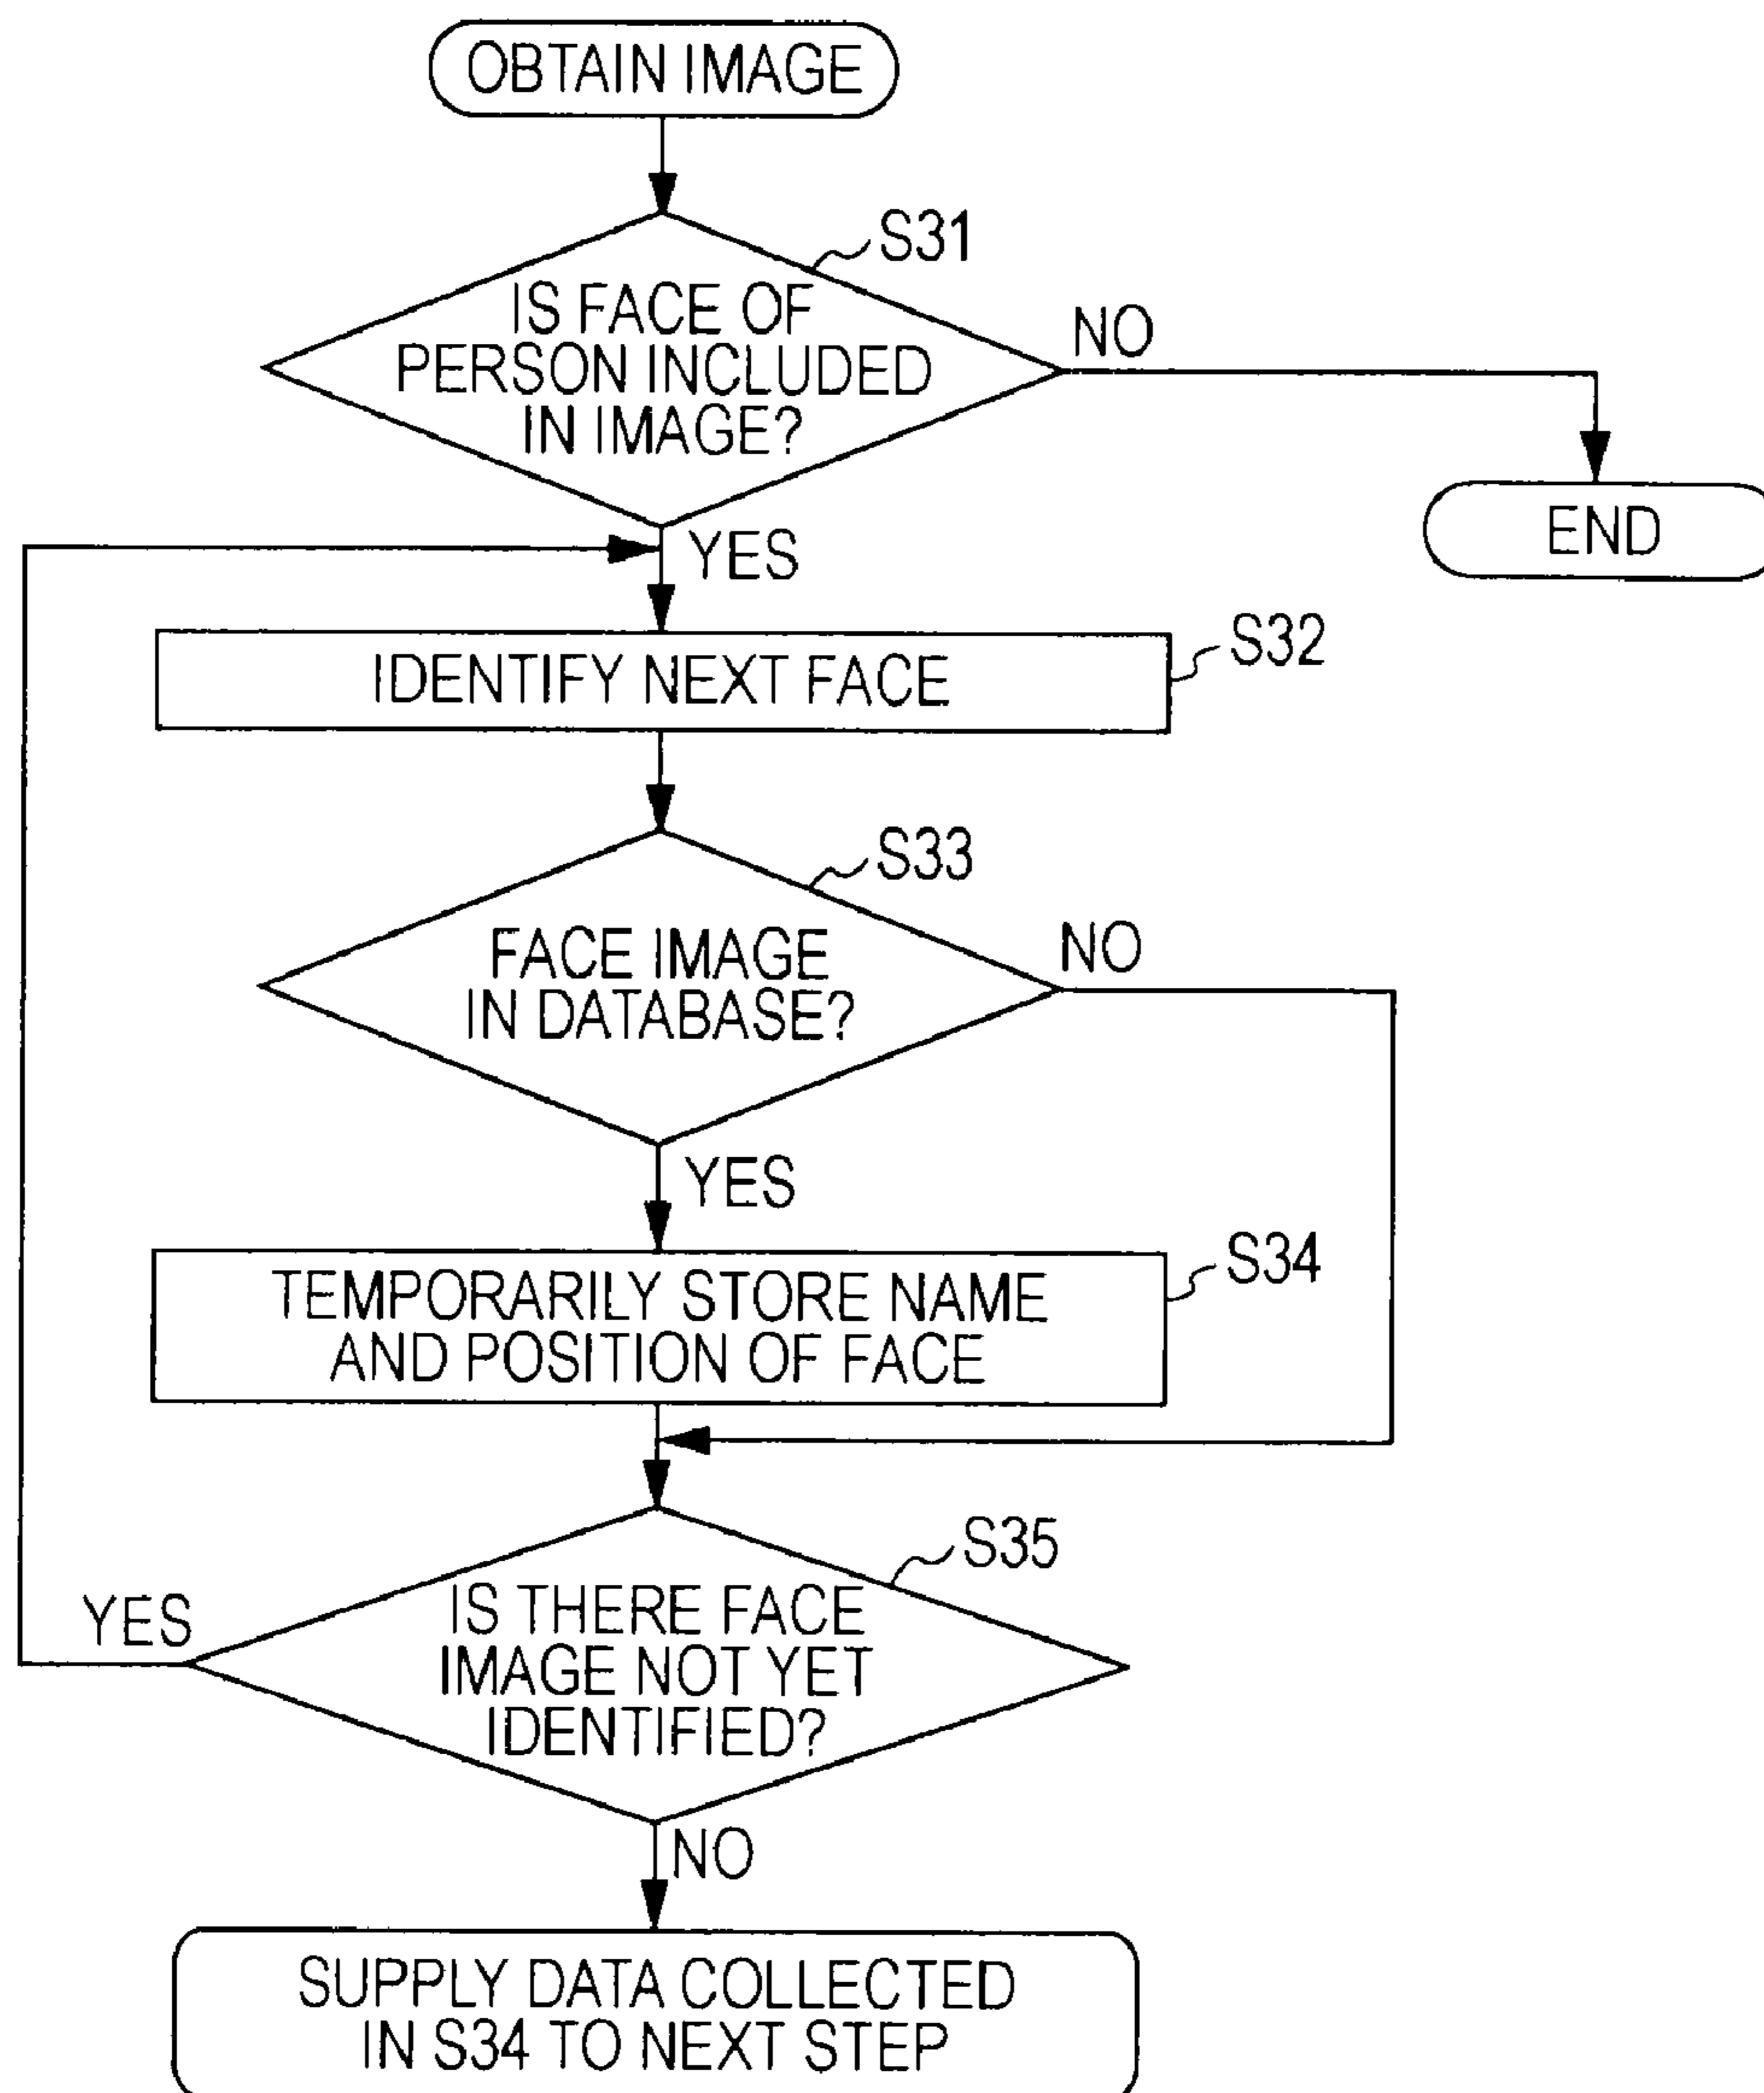 OBTAIN IMAGE
S31
IS FACE OF
PERSON INCLUDED
IN IMAGE?
NO
END
YES
IDENTIFY NEXT FACE
S32
S33
FACE IMAGE
IN DATABASE?
NO
YES
S34
TEMPORARILY STORE NAME
AND POSITION OF FACE
S35
YES
IS THERE FACE
IMAGE NOT YET
IDENTIFIED?
NO
SUPPLY DATA COLLECTED
IN S34 TO NEXT STEP